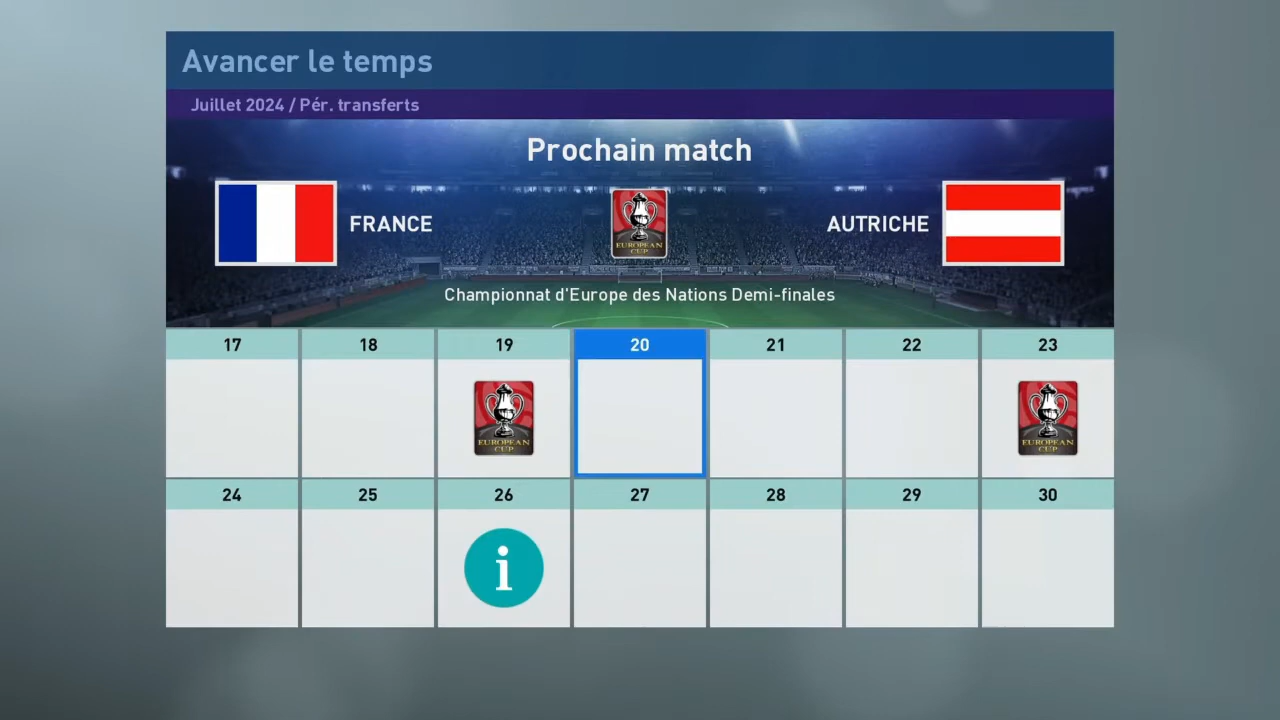 Avancer le temps
Juillet 2024 / Pér. transferts
Prochain match
FRANCE
EUROPEAN
CUP
AUTRICHE
Championnat d'Europe des Nations Demi-finales
17 18 19 20 21 22 23
EUROPEAN
CUP
EUROPEAN
CUP
24 25 26 27 28 29 30
i